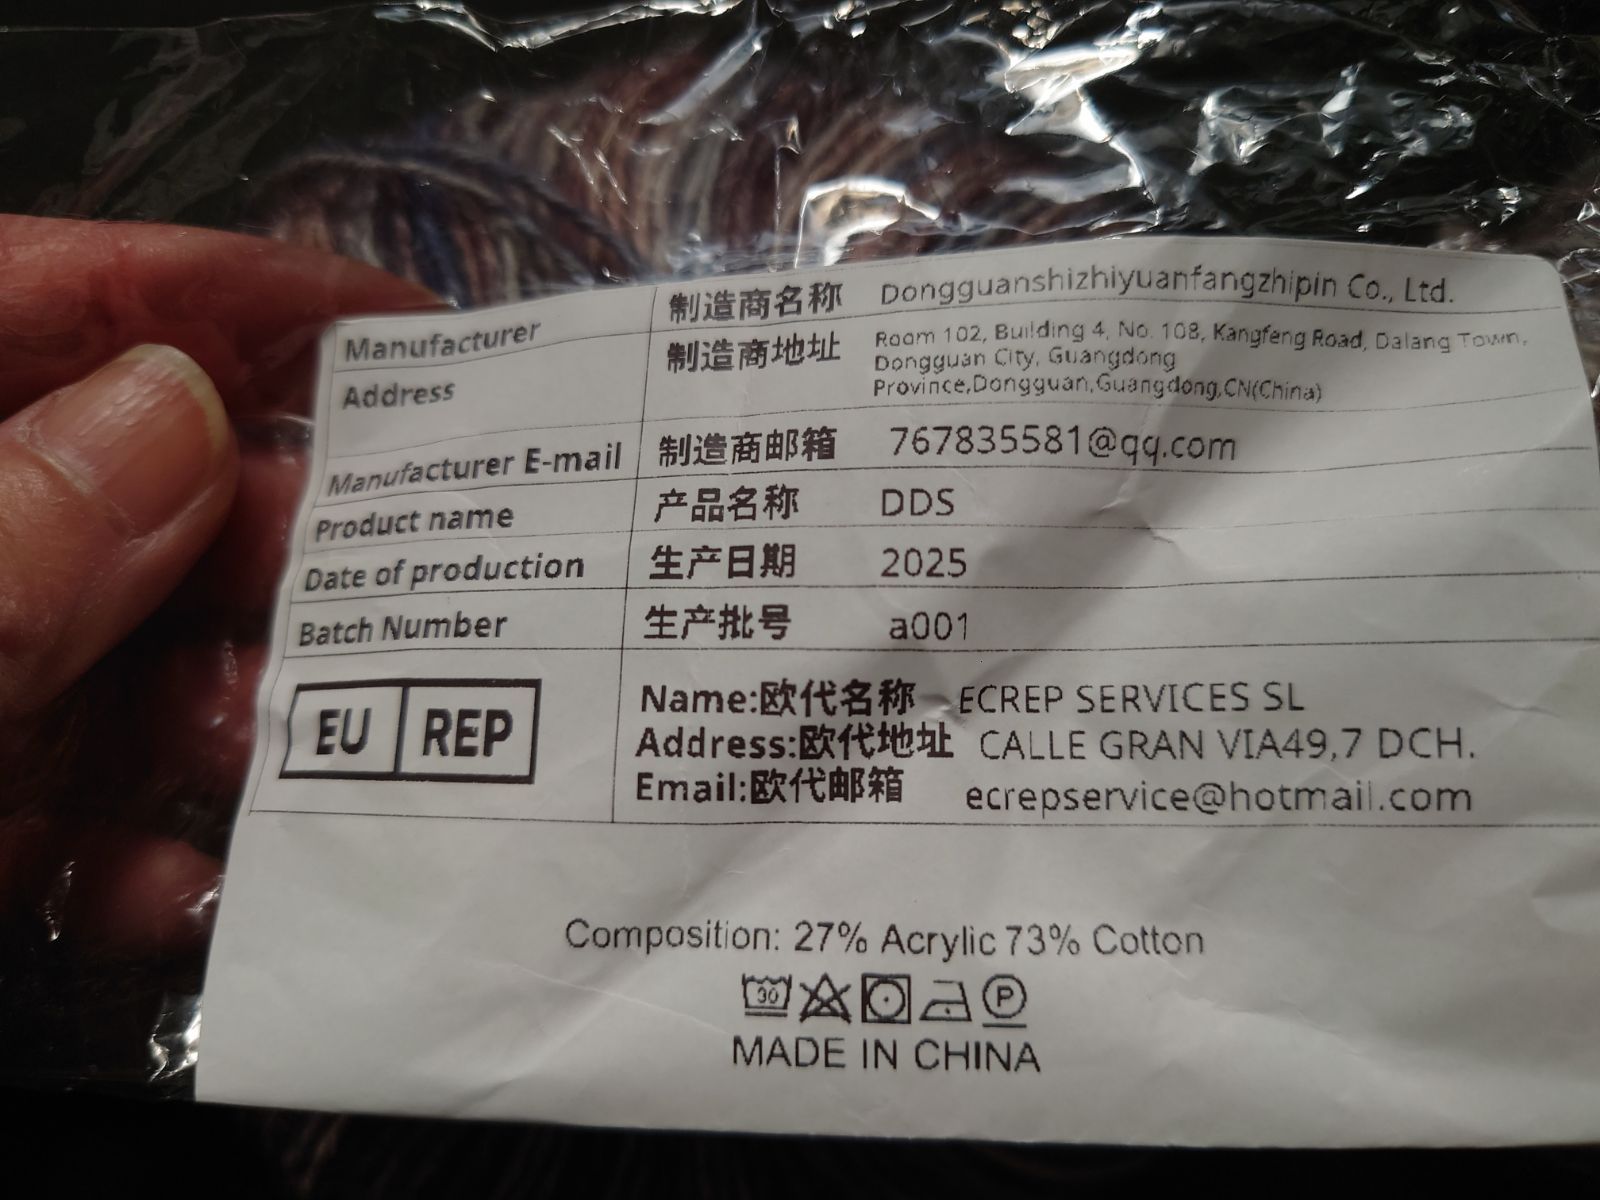 Manufacturer 制造商名称 Dongguanshizhiyuanfangzhipin Co., Ltd.
Address 制造商地址 Room 102, Building 4, No. 108, Kangfeng Road, Dalang Town,
Dongguan City, Guangdong
Province,Dongguan,Guangdong,CN(China)
Manufacturer E-mail 制造商邮箱 767835581@qq.com
Product name 产品名称 DDS
Date of production 生产日期 2025
Batch Number 生产批号 a001
EU REP
Name:欧代名称 ECREP SERVICES SL
Address:欧代地址 CALLE GRAN VIA49,7 DCH.
Email:欧代邮箱 ecrepservice@hotmail.com
Composition: 27% Acrylic 73% Cotton
30 P
MADE IN CHINA